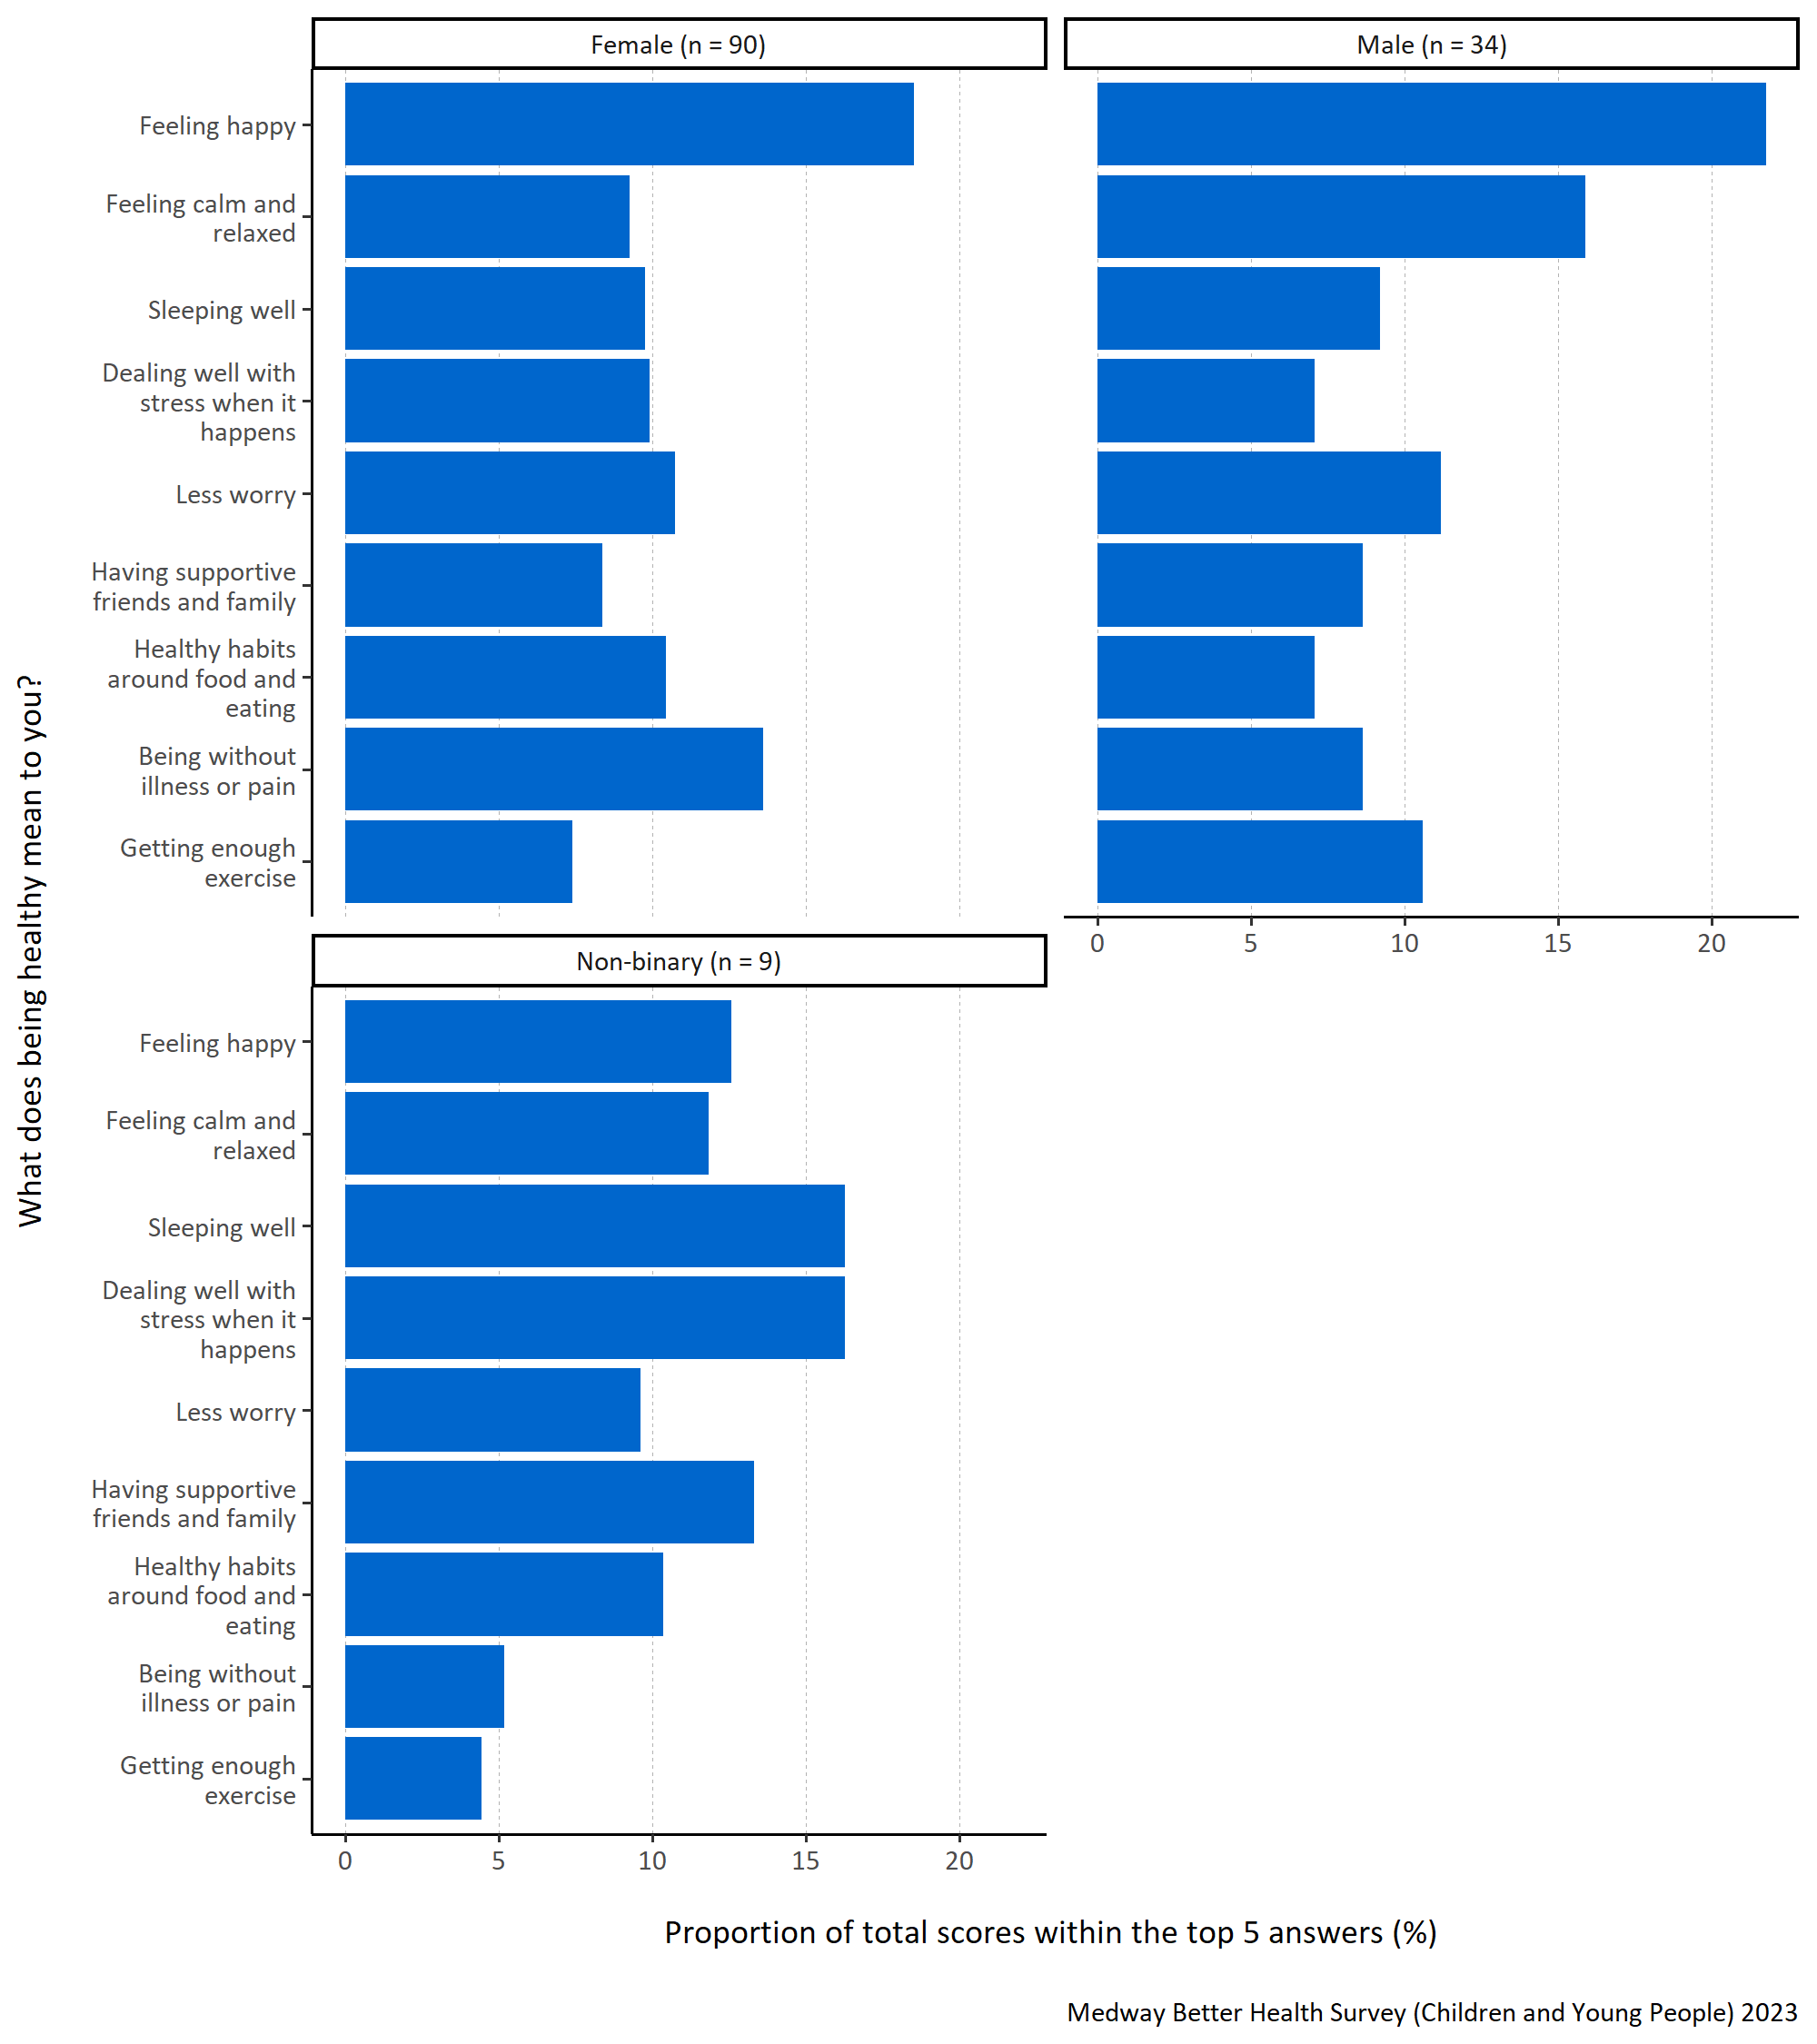 Female (n = 90)
Male (n = 34)
Feeling happy
Feeling calm and
relaxed
Sleeping well
Dealing well with
stress when it
happens
Less worry
Having supportive
friends and family
Healthy habits
around food and
eating
Being without
illness or pain
Getting enough
exercise
0 5 10 15 20
Non-binary (n = 9)
Feeling happy
Feeling calm and
relaxed
Sleeping well
Dealing well with
stress when it
happens
Less worry
Having supportive
friends and family
Healthy habits
around food and
eating
Being without
illness or pain
Getting enough
exercise
0 5 10 15 20
What does being healthy mean to you?
Proportion of total scores within the top 5 answers (%)
Medway Better Health Survey (Children and Young People) 2023